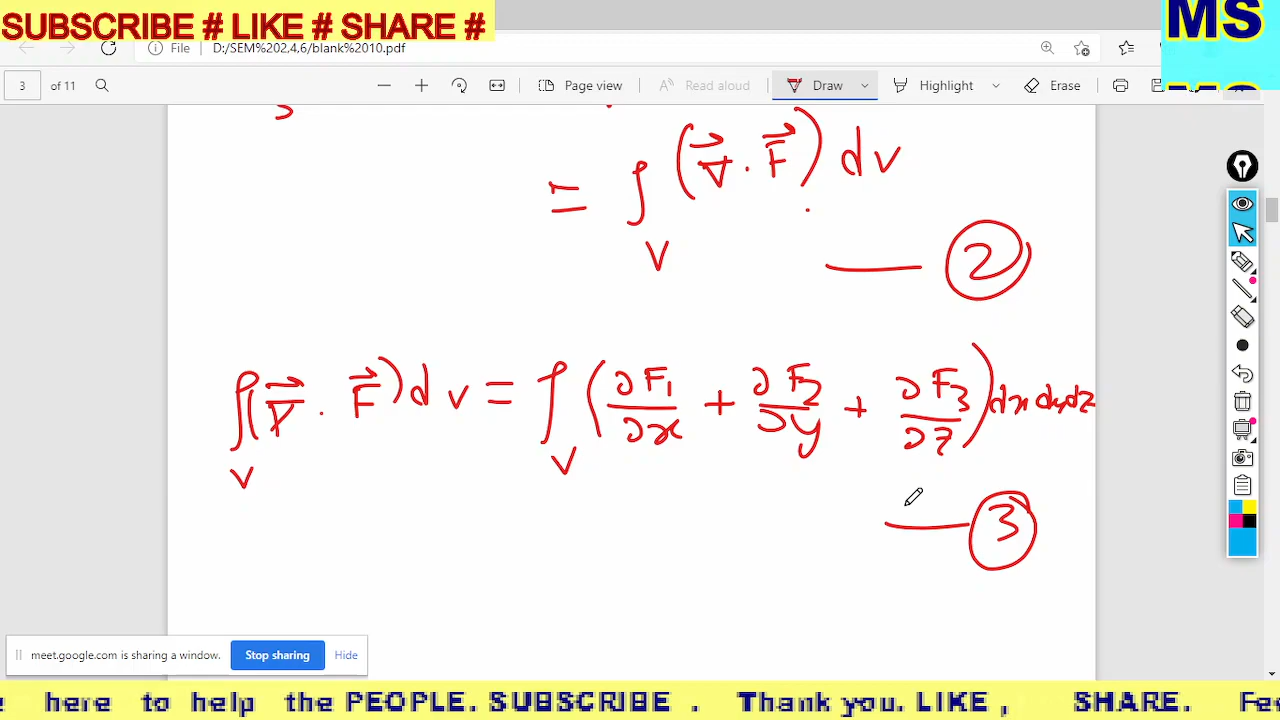 SUBSCRIBE # LIKE # SHARE #
MS
File D:/SEM%202,4,6/blank%2010.pdf
3 of 11 Page view Read aloud Draw Highlight Erase
= ∫_V (∇⃗ · F⃗) dv
—— ②
∫_V (∇⃗ · F⃗) dv = ∫_V (∂F₁/∂x + ∂F₂/∂y + ∂F₃/∂z) dx dy dz
—— ③
meet.google.com is sharing a window. Stop sharing Hide
here to help the PEOPLE. SUBSCRIBE . Thank you. LIKE , SHARE.